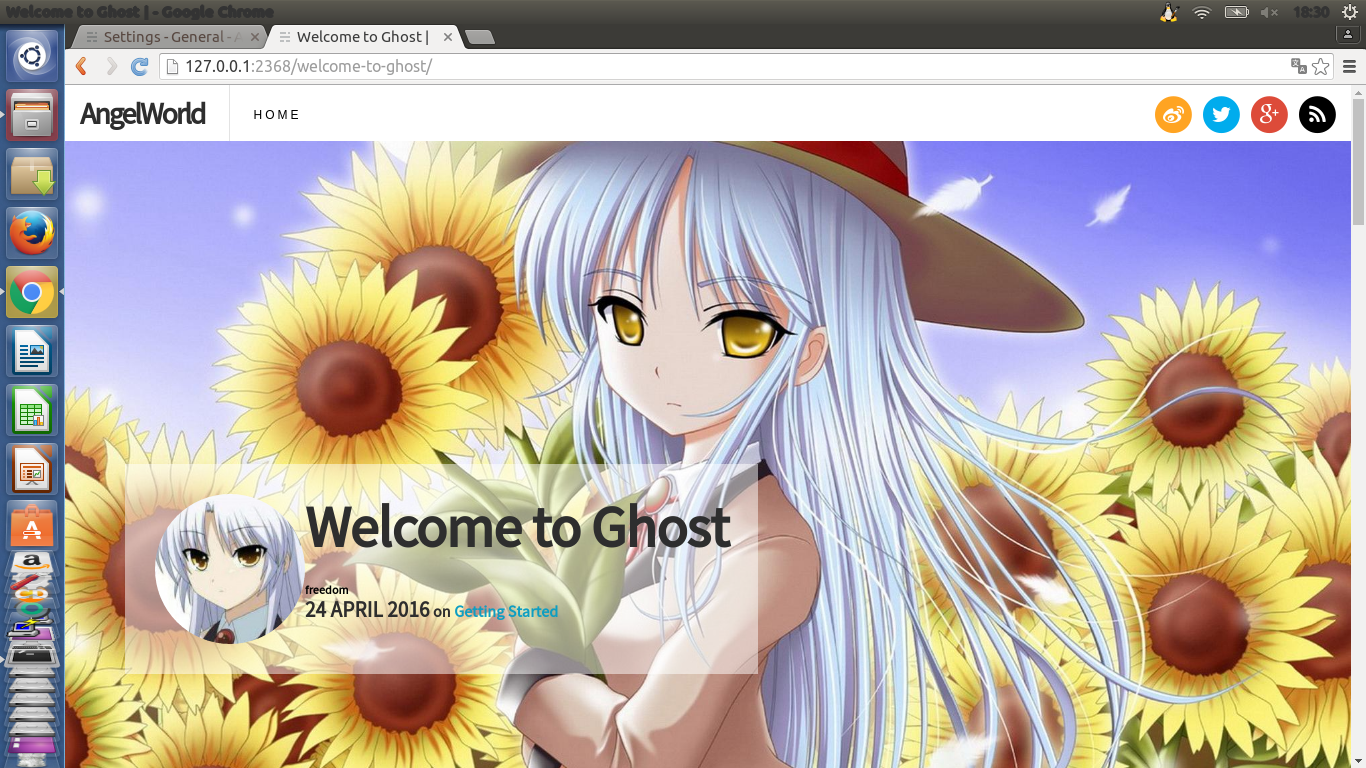 Welcome to Ghost | - Google Chrome
18:30
Settings - General - A
Welcome to Ghost |
127.0.0.1:2368/welcome-to-ghost/
AngelWorld
HOME
Welcome to Ghost
freedom
24 APRIL 2016 on Getting Started